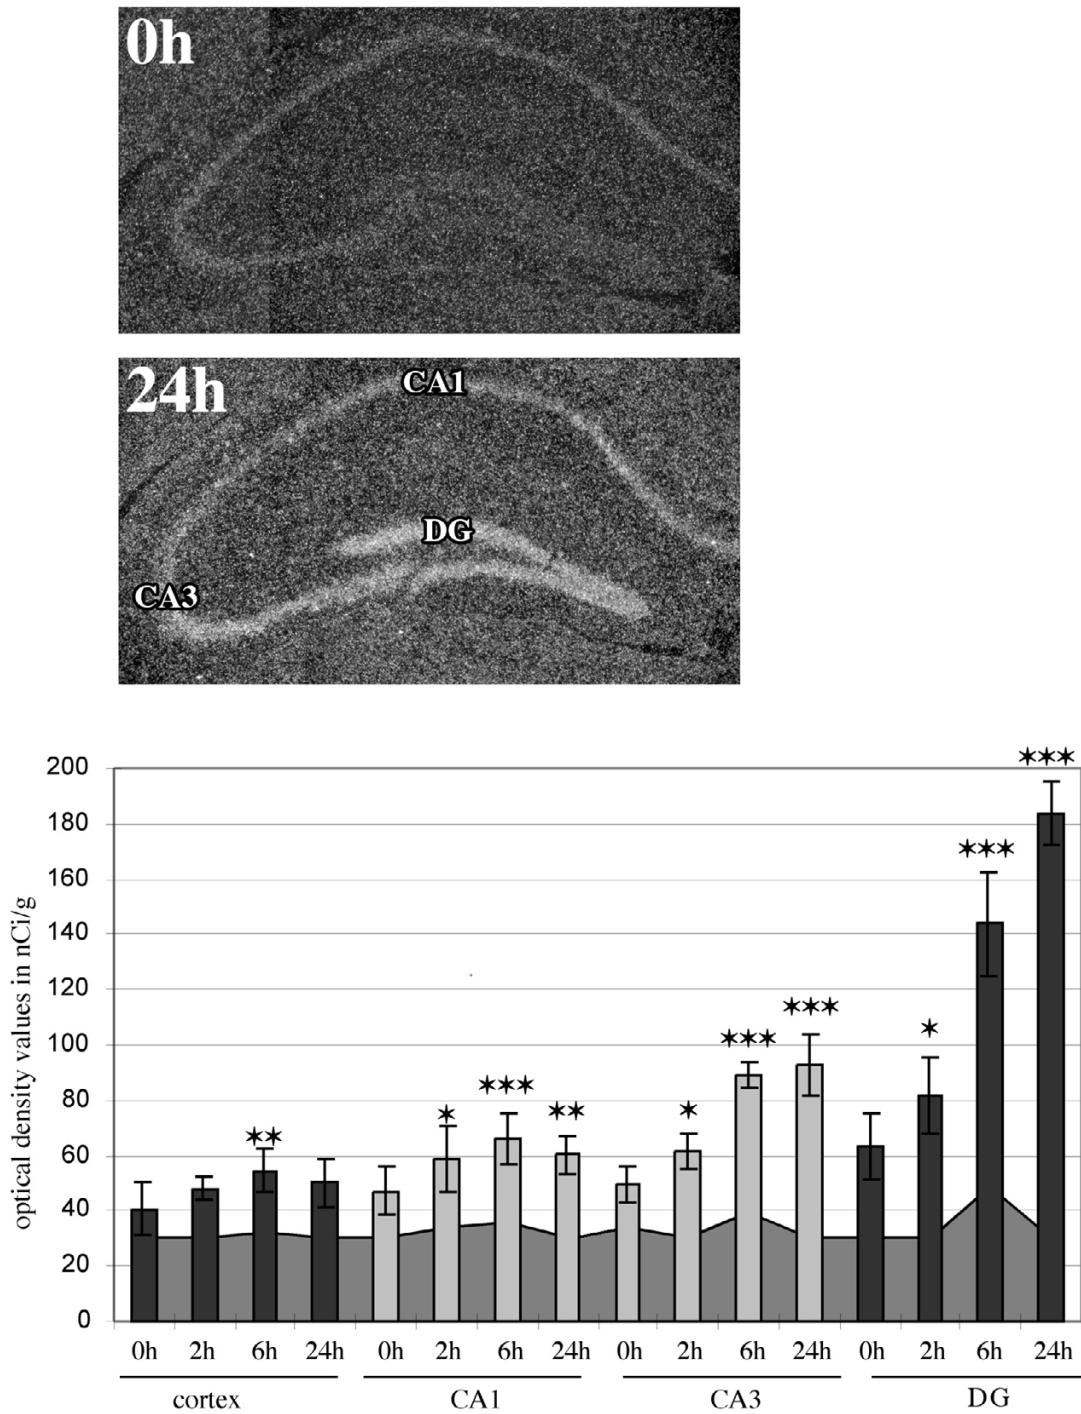 0h
24h
CA1
DG
CA3
optical density values in nCi/g
200
180
160
140
120
100
80
60
40
20
0
✶✶ ✶ ✶✶✶ ✶✶ ✶ ✶✶✶ ✶✶✶ ✶ ✶✶✶ ✶✶✶
0h 2h 6h 24h 0h 2h 6h 24h 0h 2h 6h 24h 0h 2h 6h 24h
cortex CA1 CA3 DG